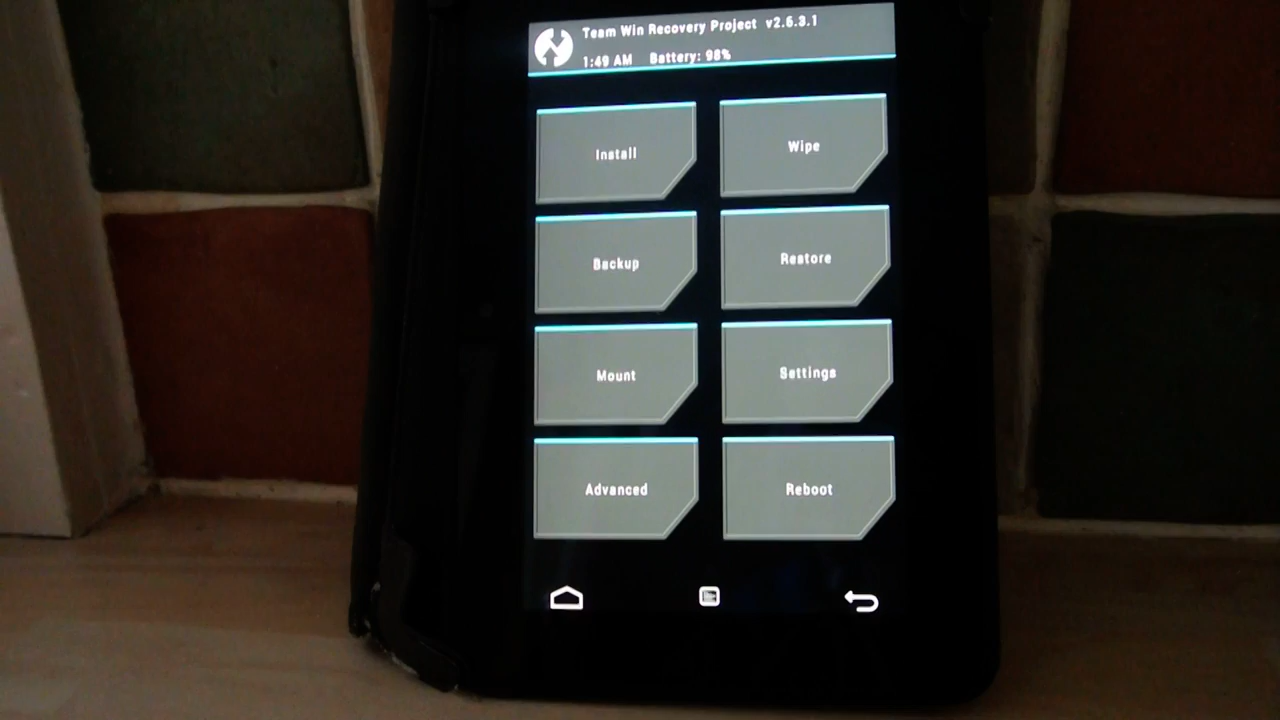 Team Win Recovery Project v2.6.3.1
1:49 AM Battery: 98%
Install
Wipe
Backup
Restore
Mount
Settings
Advanced
Reboot